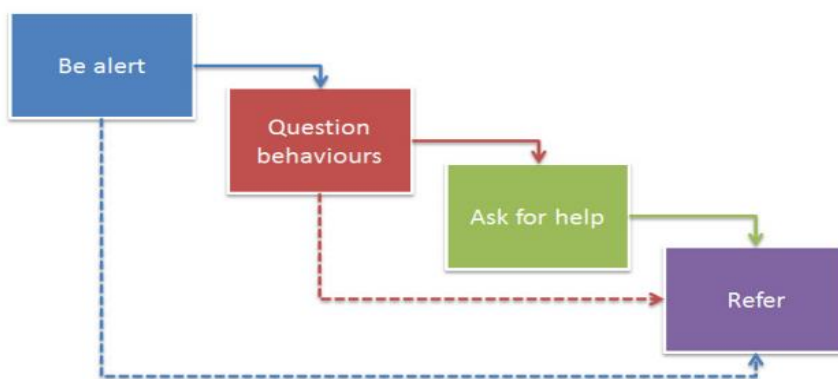 Be alert
Question
behaviours
Ask for help
Refer